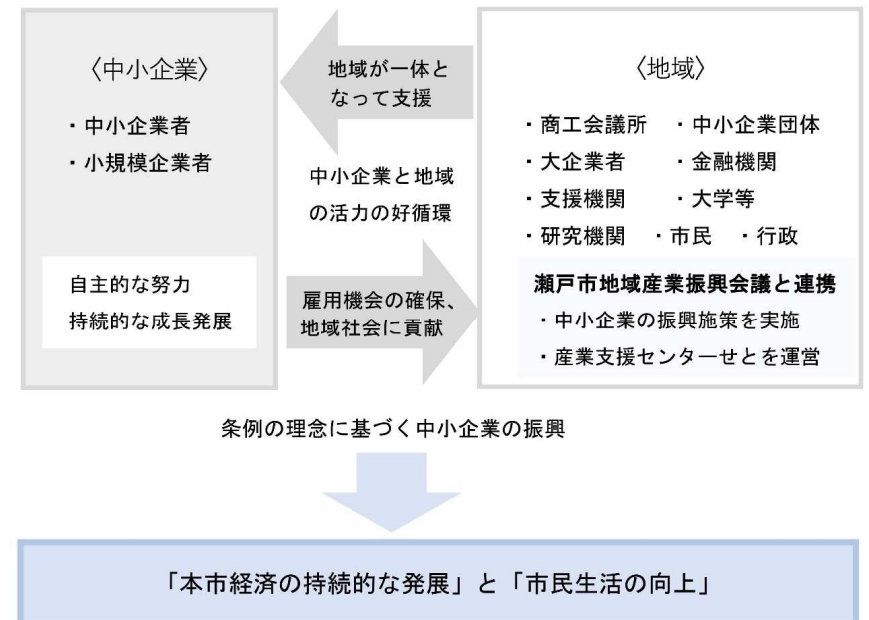 〈中小企業〉
・中小企業者
・小規模企業者
自主的な努力
持続的な成長発展
地域が一体と
なって支援
中小企業と地域
の活力の好循環
雇用機会の確保、
地域社会に貢献
〈地域〉
・商工会議所 ・中小企業団体
・大企業者 ・金融機関
・支援機関 ・大学等
・研究機関 ・市民 ・行政
瀬戸市地域産業振興会議と連携
・中小企業の振興施策を実施
・産業支援センターせとを運営
条例の理念に基づく中小企業の振興
「本市経済の持続的な発展」と「市民生活の向上」